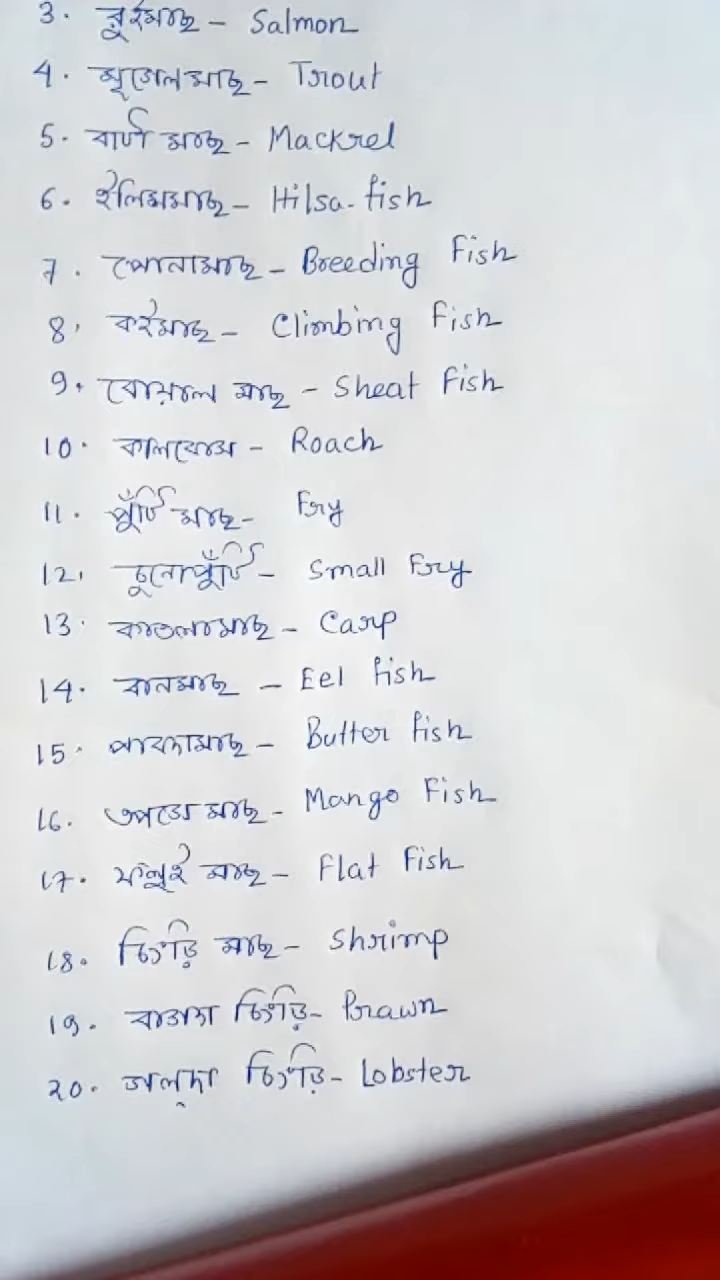 3. রুইমাছ - Salmon
4. মৃগেলমাছ - Trout
5. বাটা মাছ - Mackrel
6. ইলিশমাছ - Hilsa-fish
7. পোনামাছ - Breeding Fish
8. কইমাছ - Climbing fish
9. বোয়াল মাছ - Sheat fish
10. কালবোস - Roach
11. পুঁটি মাছ - Fry
12. চুনোপুঁটি - Small Fry
13. কাতলামাছ - Carp
14. বানমাছ - Eel fish
15. পাবদামাছ - Butter fish
16. তপসে মাছ - Mango Fish
17. ফলুই মাছ - Flat fish
18. চিংড়ি মাছ - Shrimp
19. বাগদা চিংড়ি - Prawn
20. গলদা চিংড়ি - Lobster